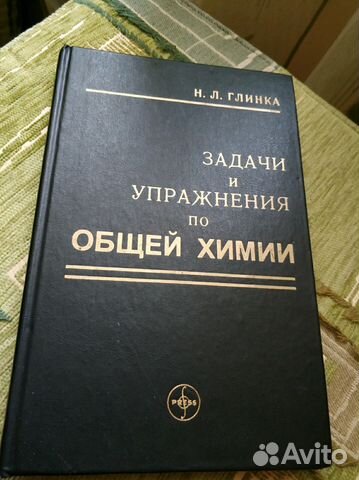 Н. Л. ГЛИНКА
ЗАДАЧИ
и
УПРАЖНЕНИЯ
по
ОБЩЕЙ ХИМИИ
PRESS
Avito